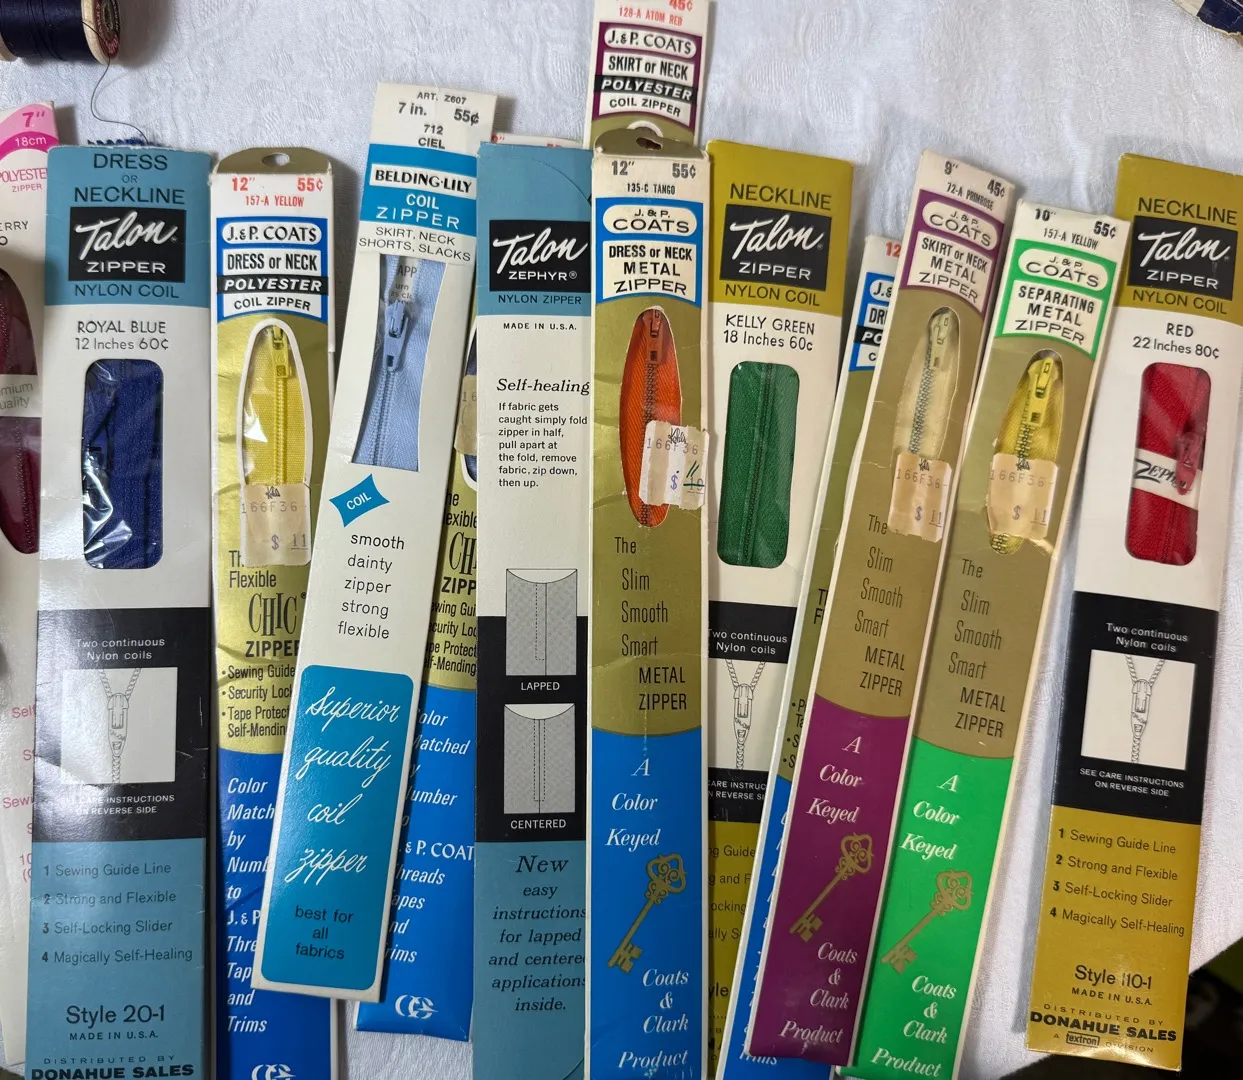 7"
18cm
POLYESTER
ZIPPER
DRESS
OR
NECKLINE
Talon
ZIPPER
NYLON COIL
ROYAL BLUE
12 Inches 60¢
Two continuous
Nylon coils
SEE CARE INSTRUCTIONS
ON REVERSE SIDE
1 Sewing Guide Line
2 Strong and Flexible
3 Self-Locking Slider
4 Magically Self-Healing
Style 20-1
MADE IN U.S.A.
DISTRIBUTED BY
DONAHUE SALES
12" 55¢
157-A YELLOW
J. & P. COATS
DRESS or NECK
POLYESTER
COIL ZIPPER
166F36
$ 11
The
Flexible
CHIC
ZIPPER
• Sewing Guide
• Security Lock
• Tape Protect
Self-Mending
Color
Match
by
Numb
to
J. & P.
Thre
Tap
and
Trims
ART. Z607
7 in. 55¢
712
CIEL
BELDING-LILY
COIL
ZIPPER
SKIRT, NECK
SHORTS, SLACKS
COIL
smooth
dainty
zipper
strong
flexible
Superior
quality
coil
zipper
best for
all
fabrics
Talon
ZEPHYR®
NYLON ZIPPER
MADE IN U.S.A.
Self-healing
If fabric gets
caught simply fold
zipper in half,
pull apart at
the fold, remove
fabric, zip down,
then up.
LAPPED
CENTERED
New
easy
instructions
for lapped
and centered
applications
inside.
45¢
128-A ATOM RED
J. & P. COATS
SKIRT or NECK
POLYESTER
COIL ZIPPER
12" 55¢
135-C TANGO
J. & P.
COATS
DRESS or NECK
METAL
ZIPPER
Kohl's
166F36
The
Slim
Smooth
Smart
METAL
ZIPPER
A
Color
Keyed
Coats
&
Clark
Product
NECKLINE
Talon
ZIPPER
NYLON COIL
KELLY GREEN
18 Inches 60¢
Two continuous
Nylon coils
9" 45¢
72-A PRIMROSE
J. & P.
COATS
SKIRT or NECK
METAL
ZIPPER
166F36
$ 11
The
Slim
Smooth
Smart
METAL
ZIPPER
A
Color
Keyed
Coats
&
Clark
Product
10" 55¢
157-A YELLOW
J. & P.
COATS
SEPARATING
METAL
ZIPPER
166F36
$ 11
The
Slim
Smooth
Smart
METAL
ZIPPER
A
Color
Keyed
Coats
&
Clark
Product
NECKLINE
Talon
ZIPPER
NYLON COIL
RED
22 Inches 80¢
Two continuous
Nylon coils
SEE CARE INSTRUCTIONS
ON REVERSE SIDE
1 Sewing Guide Line
2 Strong and Flexible
3 Self-Locking Slider
4 Magically Self-Healing
Style 110-1
MADE IN U.S.A.
DISTRIBUTED BY
DONAHUE SALES
A textron DIVISION